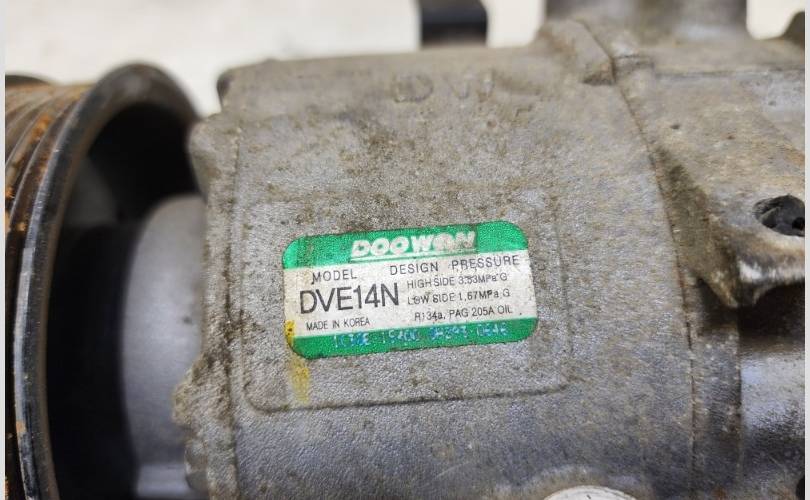 DOOWON
MODEL DESIGN PRESSURE
DVE14N HIGH SIDE 3.53MPa G
LOW SIDE 1.67MPa G
MADE IN KOREA R134a, PAG 205A OIL